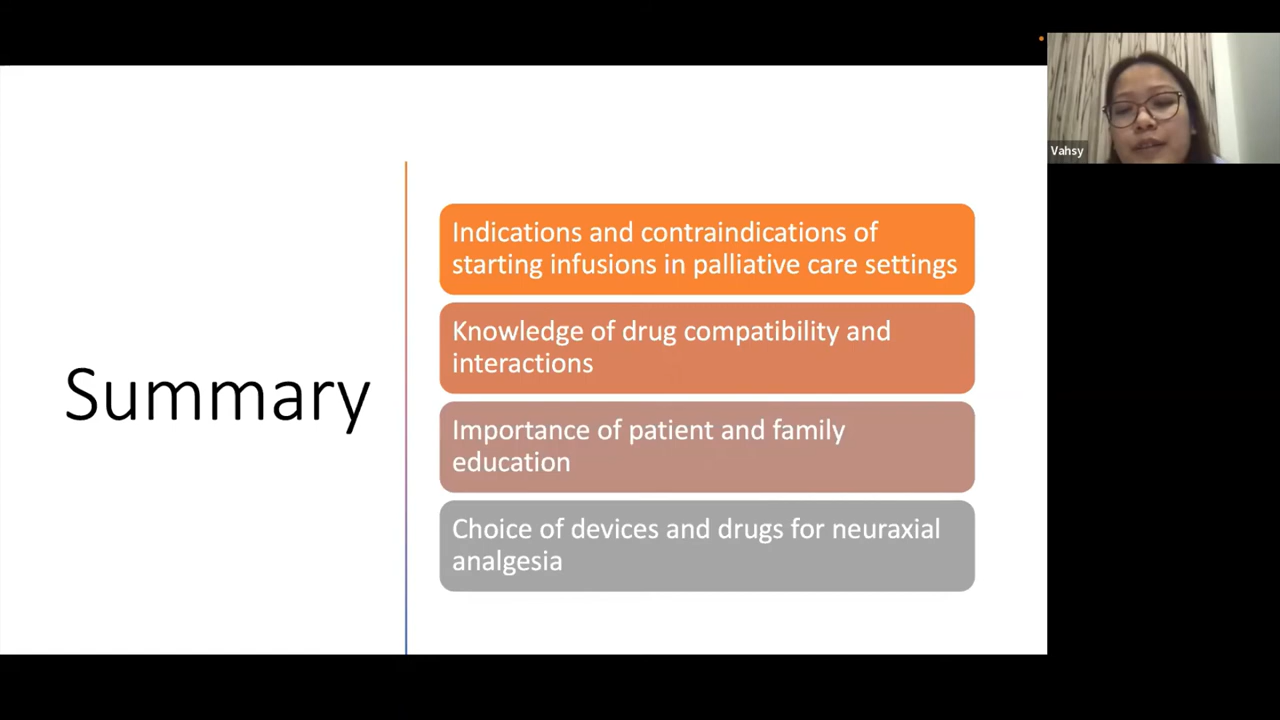 Summary
Indications and contraindications of
starting infusions in palliative care settings
Knowledge of drug compatibility and
interactions
Importance of patient and family
education
Choice of devices and drugs for neuraxial
analgesia
Vahsy